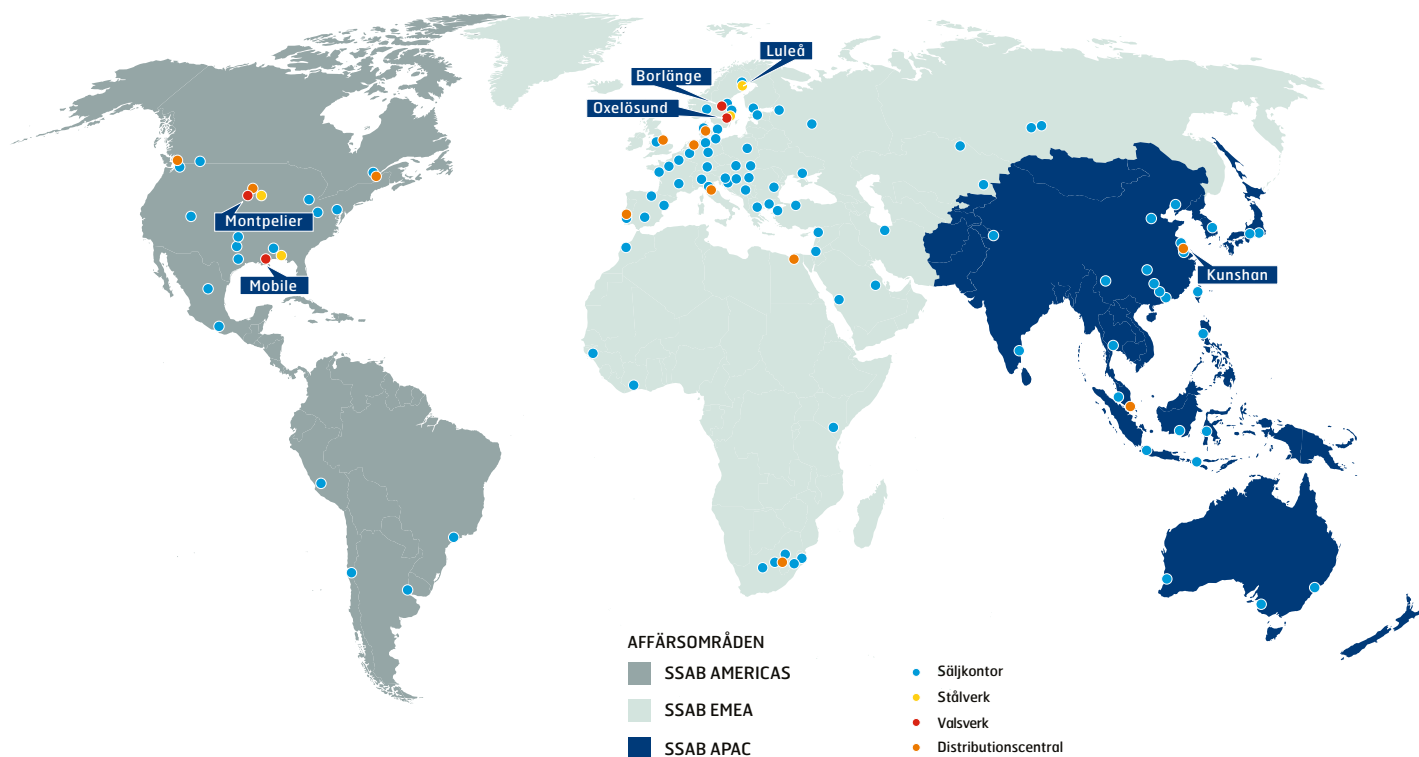 Luleå
Borlänge
Oxelösund
Montpelier
Mobile
Kunshan
AFFÄRSOMRÅDEN
SSAB AMERICAS
SSAB EMEA
SSAB APAC
Säljkontor
Stålverk
Valsverk
Distributionscentral